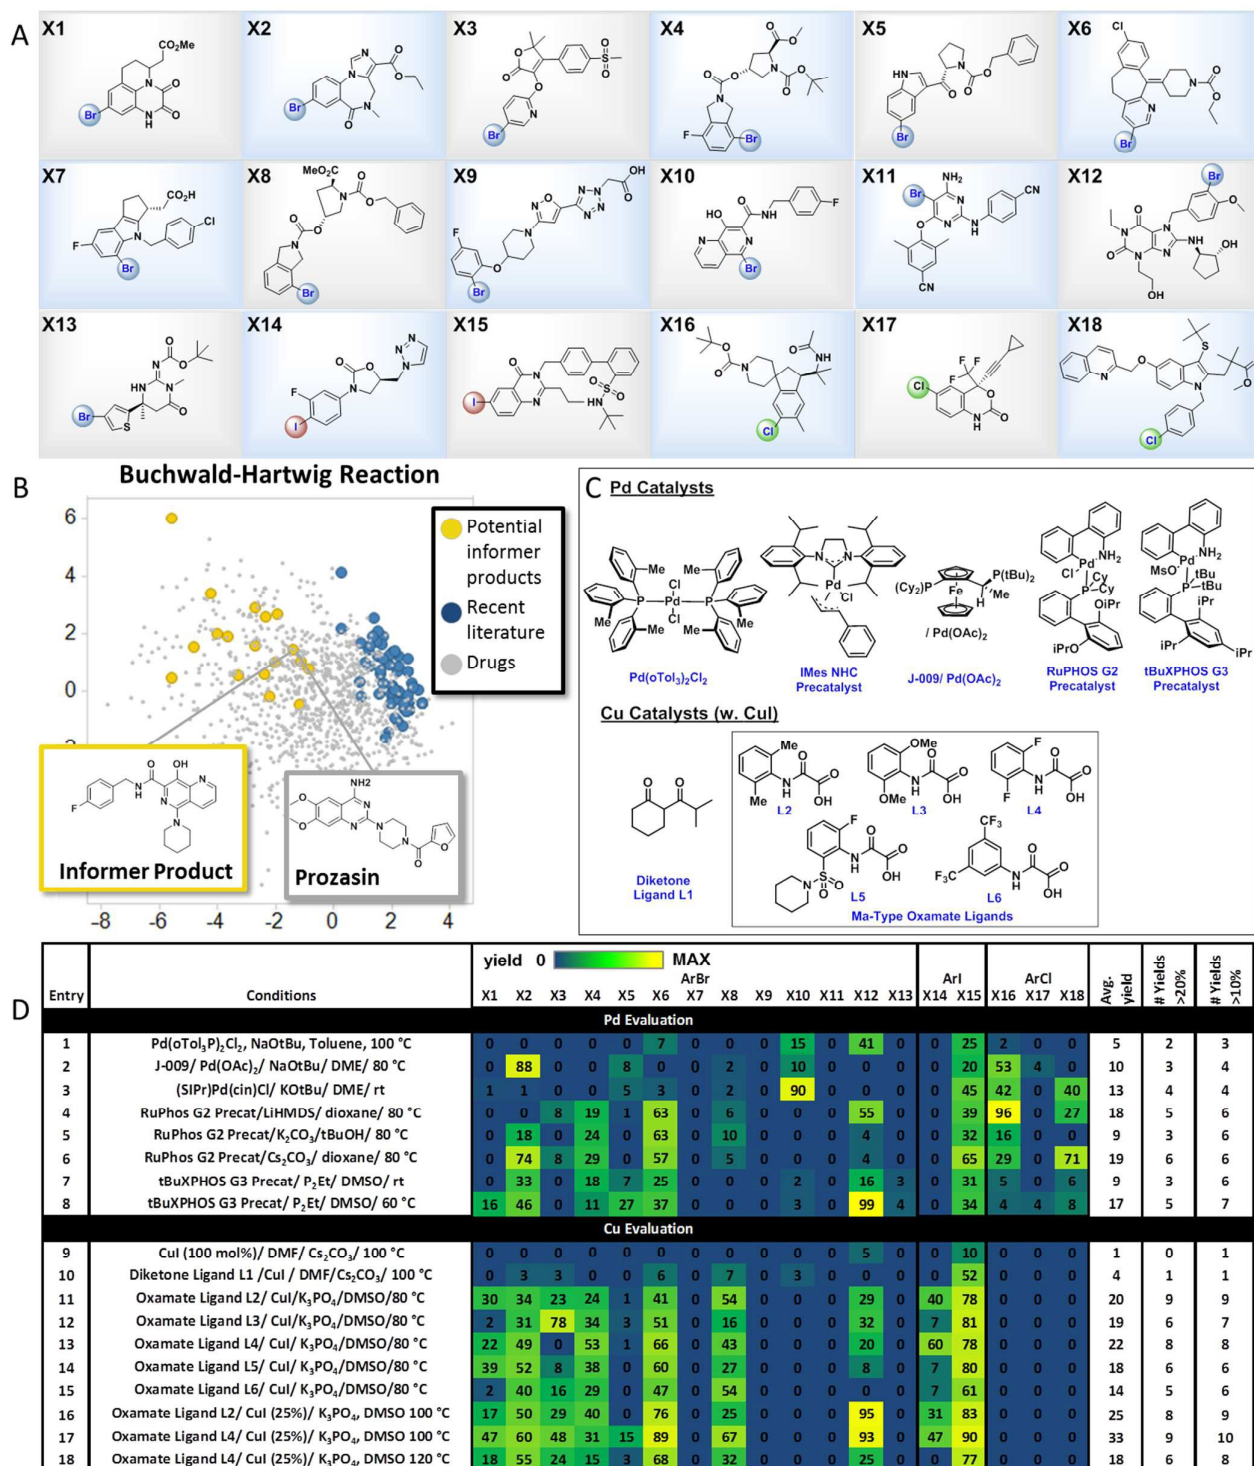 A
X1
X2
X3
X4
X5
X6
X7
X8
X9
X10
X11
X12
X13
X14
X15
X16
X17
X18
B
Buchwald-Hartwig Reaction
Potential informer products
Recent literature
Drugs
6
4
2
0
-8
-6
-4
-2
0
2
4
Informer Product
Prozasin
C
Pd Catalysts
Pd(oTol₃)₂Cl₂
IMes NHC
Precatalyst
J-009/ Pd(OAc)₂
RuPHOS G2
Precatalyst
tBuXPHOS G3
Precatalyst
Cu Catalysts (w. CuI)
Diketone
Ligand L1
L2
L3
L4
L5
L6
Ma-Type Oxamate Ligands
D
yield 0 MAX
ArBr ArI ArCl
Entry Conditions X1 X2 X3 X4 X5 X6 X7 X8 X9 X10 X11 X12 X13 X14 X15 X16 X17 X18 Avg. yield # Yields >20% # Yields >10%
Pd Evaluation
1 Pd(oTol₃P)₂Cl₂, NaOtBu, Toluene, 100 °C 0 0 0 0 0 7 0 0 0 15 0 41 0 0 25 2 0 0 5 2 3
2 J-009/ Pd(OAc)₂/ NaOtBu/ DME/ 80 °C 0 88 0 0 8 0 0 2 0 10 0 0 0 0 20 53 4 0 10 3 4
3 (SIPr)Pd(cin)Cl/ KOtBu/ DME/ rt 1 1 0 0 5 3 0 2 0 90 0 0 0 0 45 42 0 40 13 4 4
4 RuPhos G2 Precat/LiHMDS/ dioxane/ 80 °C 0 0 8 19 1 63 0 6 0 0 0 55 0 0 39 96 0 27 18 5 6
5 RuPhos G2 Precat/K₂CO₃/tBuOH/ 80 °C 0 18 0 24 0 63 0 10 0 0 0 4 0 0 32 16 0 0 9 3 6
6 RuPhos G2 Precat/Cs₂CO₃/ dioxane/ 80 °C 0 74 8 29 0 57 0 5 0 0 0 4 0 0 65 29 0 71 19 6 6
7 tBuXPHOS G3 Precat/ P₂Et/ DMSO/ rt 0 33 0 18 7 25 0 0 0 2 0 16 3 0 31 5 0 6 9 3 6
8 tBuXPHOS G3 Precat/ P₂Et/ DMSO/ 60 °C 16 46 0 11 27 37 0 0 0 3 0 99 4 0 34 4 4 8 17 5 7
Cu Evaluation
9 CuI (100 mol%)/ DMF/ Cs₂CO₃/ 100 °C 0 0 0 0 0 0 0 0 0 0 0 5 0 0 10 0 0 0 1 0 1
10 Diketone Ligand L1 /CuI / DMF/Cs₂CO₃/ 100 °C 0 3 3 0 0 6 0 7 0 3 0 0 0 0 52 0 0 0 4 1 1
11 Oxamate Ligand L2/ CuI/K₃PO₄/DMSO/80 °C 30 34 23 24 1 41 0 54 0 0 0 29 0 40 78 0 0 0 20 9 9
12 Oxamate Ligand L3/ CuI/K₃PO₄/DMSO/80 °C 2 31 78 34 3 51 0 16 0 0 0 32 0 7 81 0 0 0 19 6 7
13 Oxamate Ligand L4/ CuI/ K₃PO₄/ DMSO/80 °C 22 49 0 53 1 66 0 43 0 0 0 20 0 60 78 0 0 0 22 8 8
14 Oxamate Ligand L5/ CuI/ K₃PO₄/DMSO/80 °C 39 52 8 38 0 60 0 27 0 0 0 8 0 7 80 0 0 0 18 6 6
15 Oxamate Ligand L6/ CuI/ K₃PO₄/DMSO/80 °C 2 40 16 29 0 47 0 54 0 0 0 0 0 7 61 0 0 0 14 5 6
16 Oxamate Ligand L2/ CuI (25%)/ K₃PO₄, DMSO 100 °C 17 50 29 40 0 76 0 25 0 0 0 95 0 31 83 0 0 0 25 8 9
17 Oxamate Ligand L4/ CuI (25%)/ K₃PO₄, DMSO 100 °C 47 60 48 31 15 89 0 67 0 0 0 93 0 47 90 0 0 0 33 9 10
18 Oxamate Ligand L4/ CuI (25%)/ K₃PO₄, DMSO 120 °C 18 55 24 15 3 68 0 32 0 0 0 25 0 0 77 0 0 0 18 6 8